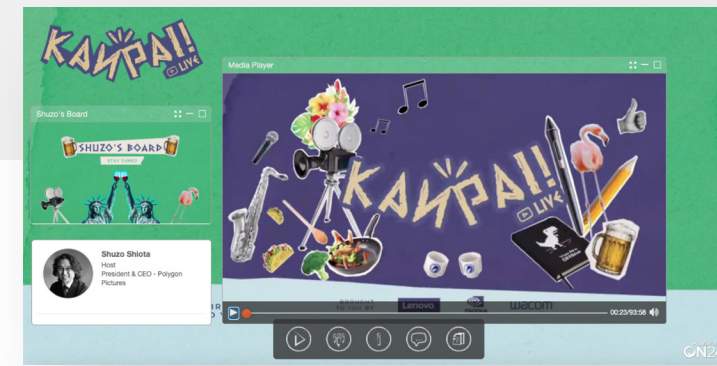 KANPAI!!
LIVE
Media Player
Shuzo's Board
SHUZO'S BOARD
STAY TUNED
KANPAI!!
LIVE
Shuzo Shiota
Host
President & CEO - Polygon
Pictures
BROUGHT
TO YOU BY
Lenovo
wacom
00:23/93:58
ON24